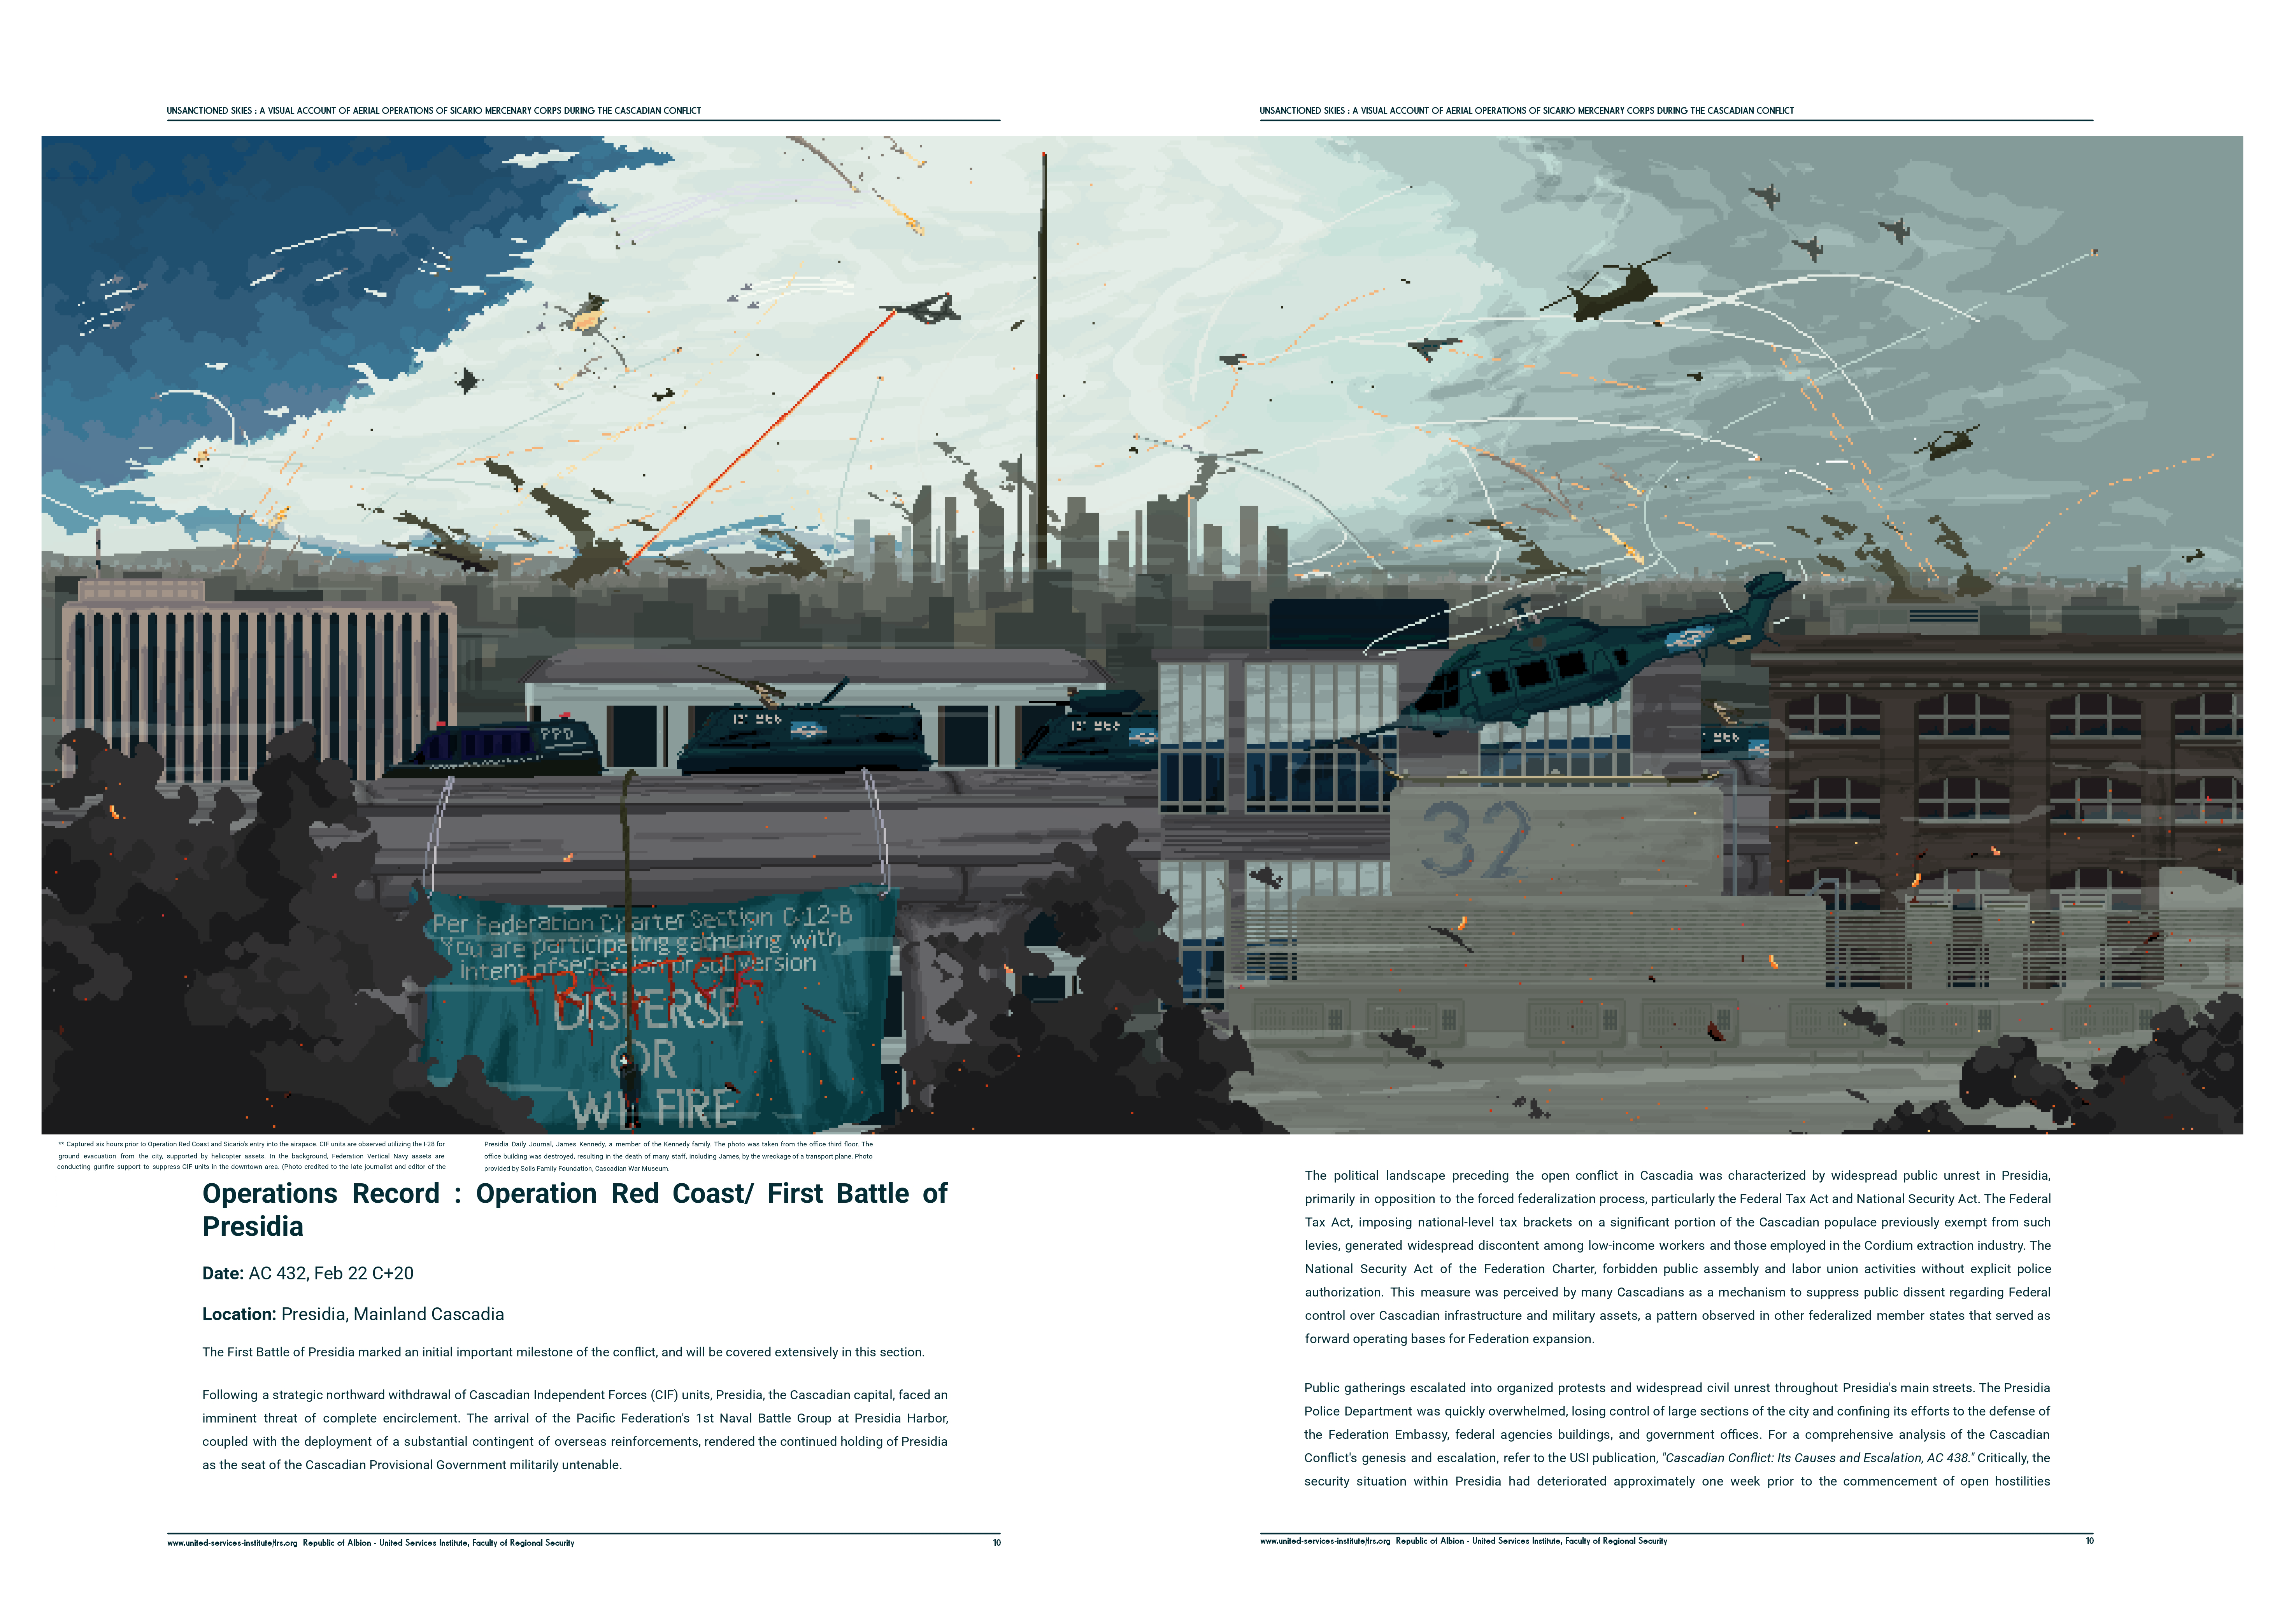 UNSANCTIONED SKIES : A VISUAL ACCOUNT OF AERIAL OPERATIONS OF SICARIO MERCENARY CORPS DURING THE CASCADIAN CONFLICT
UNSANCTIONED SKIES : A VISUAL ACCOUNT OF AERIAL OPERATIONS OF SICARIO MERCENARY CORPS DURING THE CASCADIAN CONFLICT
PPD
32
Per Federation Charter Section C-12-B
You are participating gathering with
intent of secession or subversion
TRAITOR
DISPERSE
OR
WILL FIRE
** Captured six hours prior to Operation Red Coast and Sicario's entry into the airspace. CIF units are observed utilizing the I-28 for
ground evacuation from the city, supported by helicopter assets. In the background, Federation Vertical Navy assets are
conducting gunfire support to suppress CIF units in the downtown area. (Photo credited to the late journalist and editor of the
Presidia Daily Journal, James Kennedy, a member of the Kennedy family. The photo was taken from the office third floor. The
office building was destroyed, resulting in the death of many staff, including James, by the wreckage of a transport plane. Photo
provided by Solis Family Foundation, Cascadian War Museum.
Operations Record : Operation Red Coast/ First Battle of
Presidia
Date: AC 432, Feb 22 C+20
Location: Presidia, Mainland Cascadia
The First Battle of Presidia marked an initial important milestone of the conflict, and will be covered extensively in this section.
Following a strategic northward withdrawal of Cascadian Independent Forces (CIF) units, Presidia, the Cascadian capital, faced an
imminent threat of complete encirclement. The arrival of the Pacific Federation's 1st Naval Battle Group at Presidia Harbor,
coupled with the deployment of a substantial contingent of overseas reinforcements, rendered the continued holding of Presidia
as the seat of the Cascadian Provisional Government militarily untenable.
The political landscape preceding the open conflict in Cascadia was characterized by widespread public unrest in Presidia,
primarily in opposition to the forced federalization process, particularly the Federal Tax Act and National Security Act. The Federal
Tax Act, imposing national-level tax brackets on a significant portion of the Cascadian populace previously exempt from such
levies, generated widespread discontent among low-income workers and those employed in the Cordium extraction industry. The
National Security Act of the Federation Charter, forbidden public assembly and labor union activities without explicit police
authorization. This measure was perceived by many Cascadians as a mechanism to suppress public dissent regarding Federal
control over Cascadian infrastructure and military assets, a pattern observed in other federalized member states that served as
forward operating bases for Federation expansion.
Public gatherings escalated into organized protests and widespread civil unrest throughout Presidia's main streets. The Presidia
Police Department was quickly overwhelmed, losing control of large sections of the city and confining its efforts to the defense of
the Federation Embassy, federal agencies buildings, and government offices. For a comprehensive analysis of the Cascadian
Conflict's genesis and escalation, refer to the USI publication, "Cascadian Conflict: Its Causes and Escalation, AC 438." Critically, the
security situation within Presidia had deteriorated approximately one week prior to the commencement of open hostilities
www.united-services-institute/frs.org Republic of Albion - United Services Institute, Faculty of Regional Security
10
www.united-services-institute/frs.org Republic of Albion - United Services Institute, Faculty of Regional Security
10